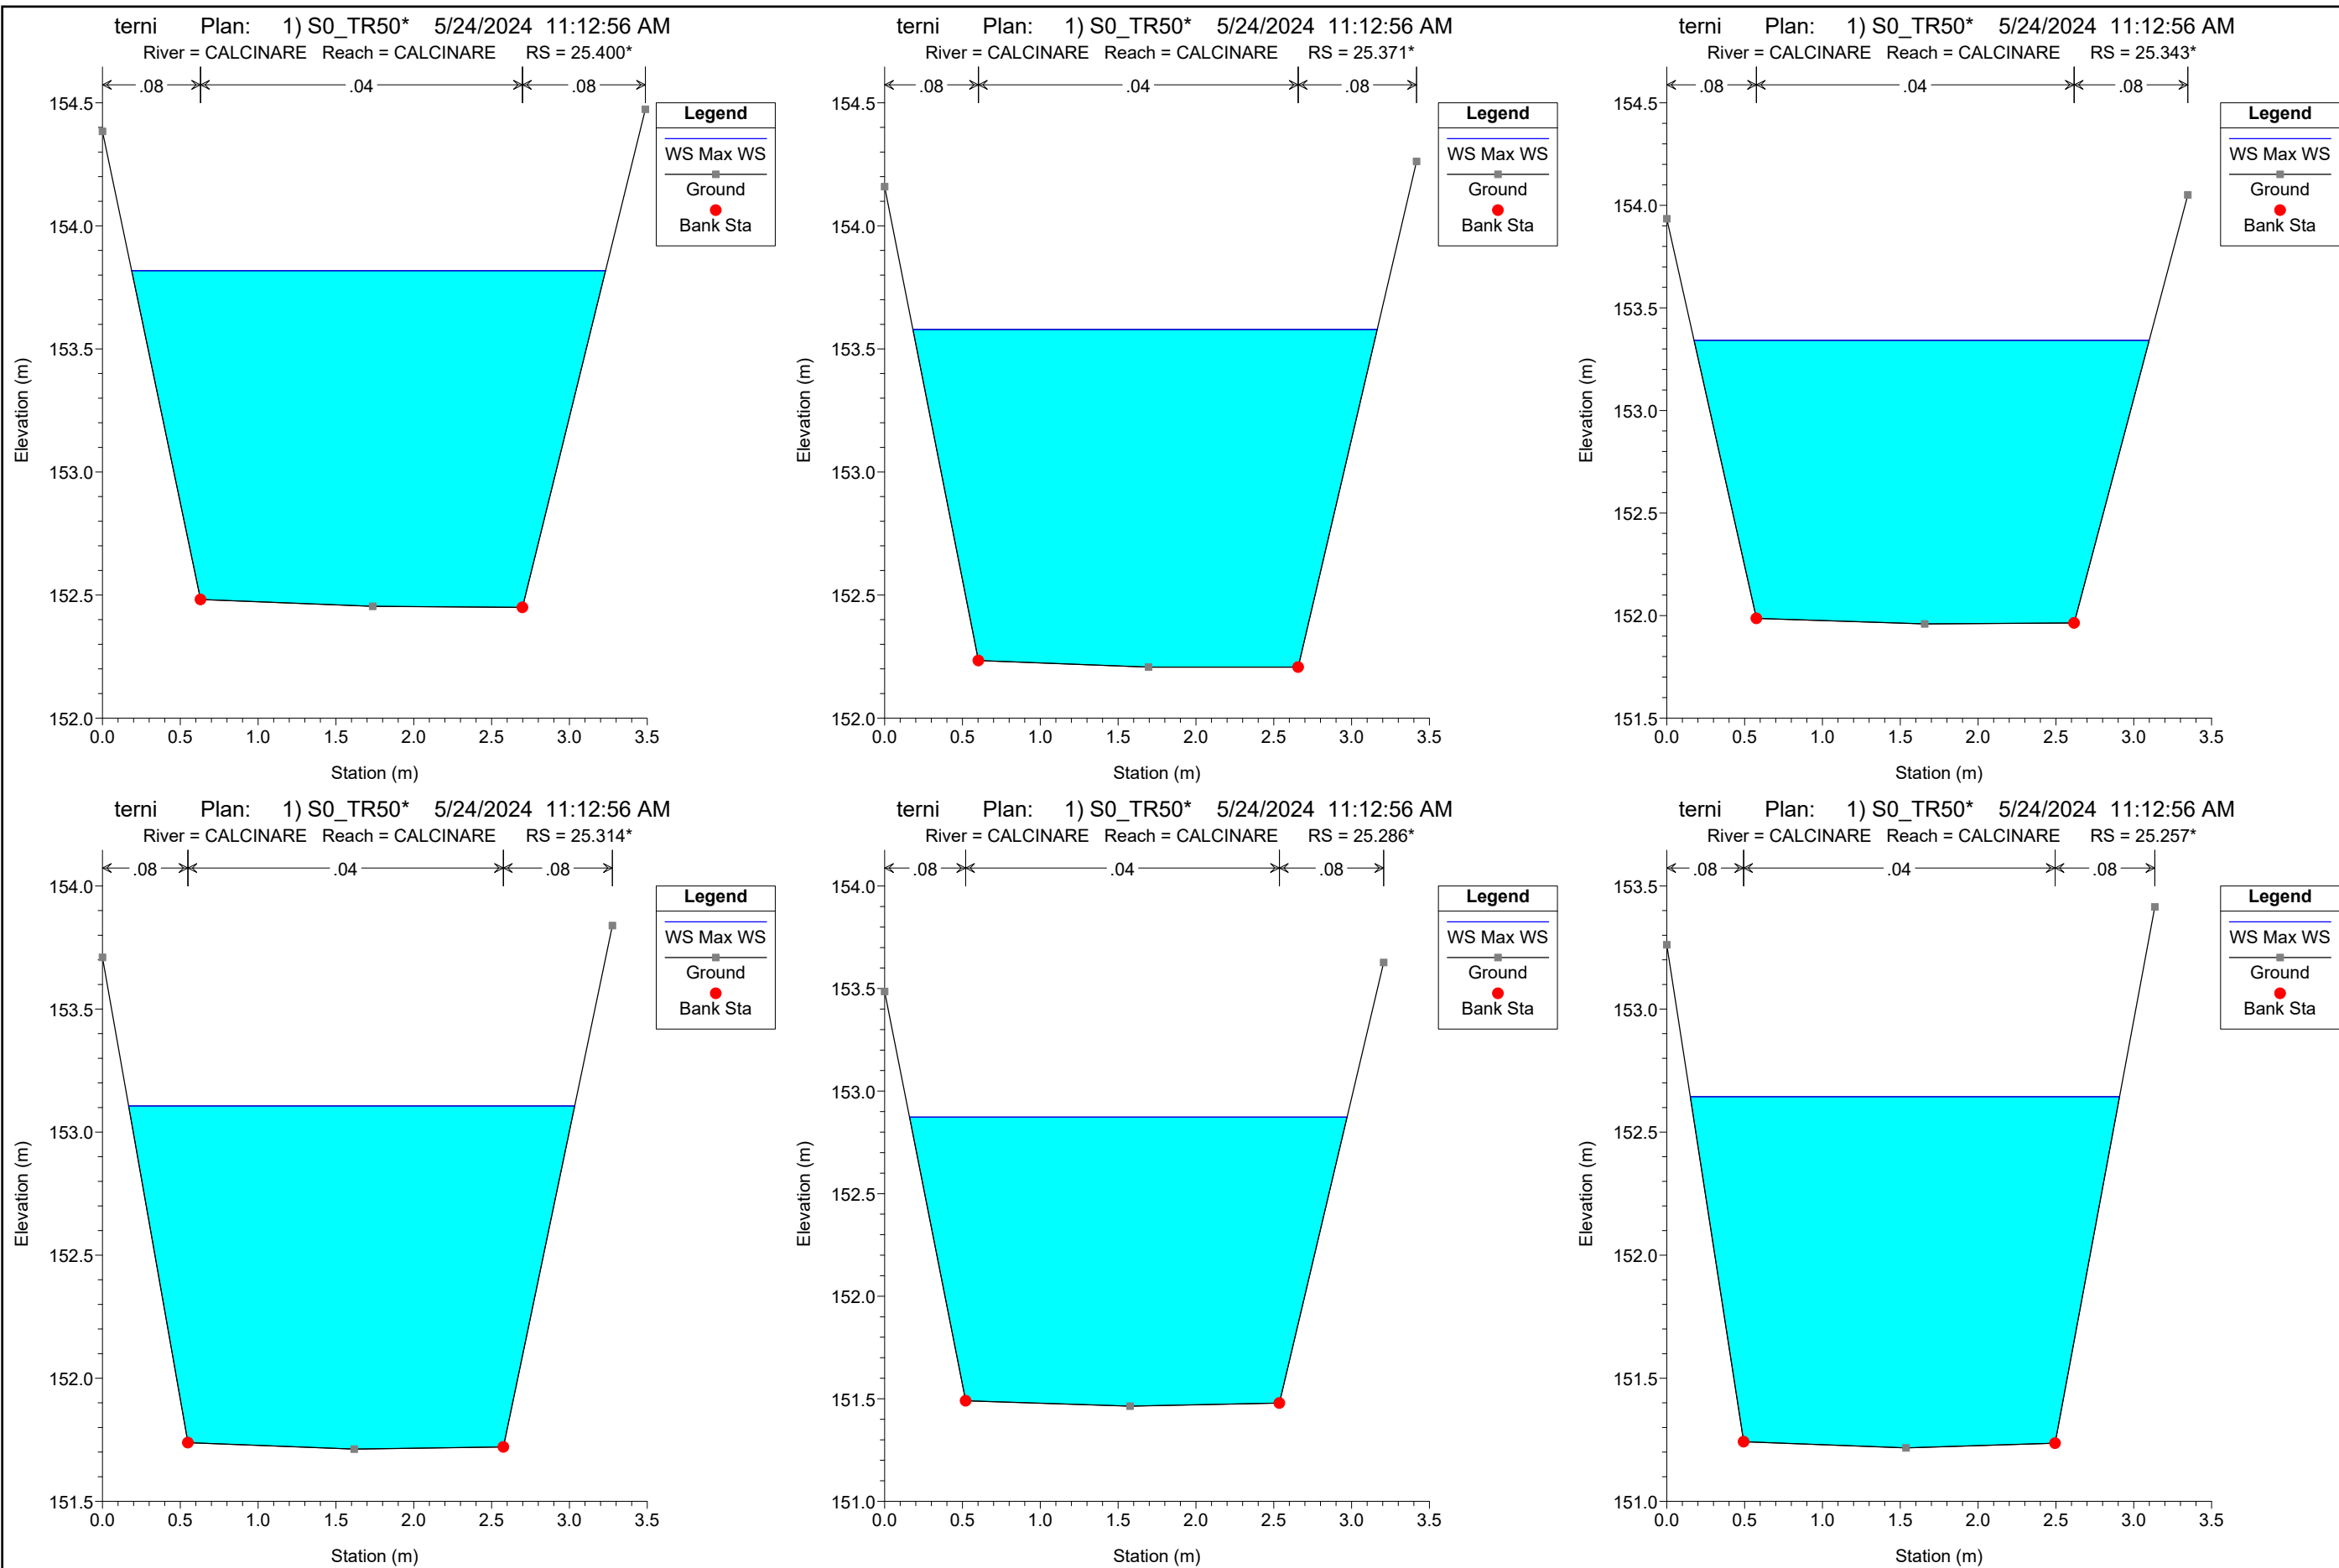 terni Plan: 1) S0_TR50* 5/24/2024 11:12:56 AM
River = CALCINARE Reach = CALCINARE RS = 25.400*
.08 .04 .08
154.5
154.0
153.5
153.0
152.5
152.0
0.0 0.5 1.0 1.5 2.0 2.5 3.0 3.5
Station (m)
Elevation (m)
Legend
WS Max WS
Ground
Bank Sta
terni Plan: 1) S0_TR50* 5/24/2024 11:12:56 AM
River = CALCINARE Reach = CALCINARE RS = 25.371*
.08 .04 .08
154.5
154.0
153.5
153.0
152.5
152.0
0.0 0.5 1.0 1.5 2.0 2.5 3.0 3.5
Station (m)
Elevation (m)
Legend
WS Max WS
Ground
Bank Sta
terni Plan: 1) S0_TR50* 5/24/2024 11:12:56 AM
River = CALCINARE Reach = CALCINARE RS = 25.343*
.08 .04 .08
154.5
154.0
153.5
153.0
152.5
152.0
151.5
0.0 0.5 1.0 1.5 2.0 2.5 3.0 3.5
Station (m)
Elevation (m)
Legend
WS Max WS
Ground
Bank Sta
terni Plan: 1) S0_TR50* 5/24/2024 11:12:56 AM
River = CALCINARE Reach = CALCINARE RS = 25.314*
.08 .04 .08
154.0
153.5
153.0
152.5
152.0
151.5
0.0 0.5 1.0 1.5 2.0 2.5 3.0 3.5
Station (m)
Elevation (m)
Legend
WS Max WS
Ground
Bank Sta
terni Plan: 1) S0_TR50* 5/24/2024 11:12:56 AM
River = CALCINARE Reach = CALCINARE RS = 25.286*
.08 .04 .08
154.0
153.5
153.0
152.5
152.0
151.5
151.0
0.0 0.5 1.0 1.5 2.0 2.5 3.0 3.5
Station (m)
Elevation (m)
Legend
WS Max WS
Ground
Bank Sta
terni Plan: 1) S0_TR50* 5/24/2024 11:12:56 AM
River = CALCINARE Reach = CALCINARE RS = 25.257*
.08 .04 .08
153.5
153.0
152.5
152.0
151.5
151.0
0.0 0.5 1.0 1.5 2.0 2.5 3.0 3.5
Station (m)
Elevation (m)
Legend
WS Max WS
Ground
Bank Sta